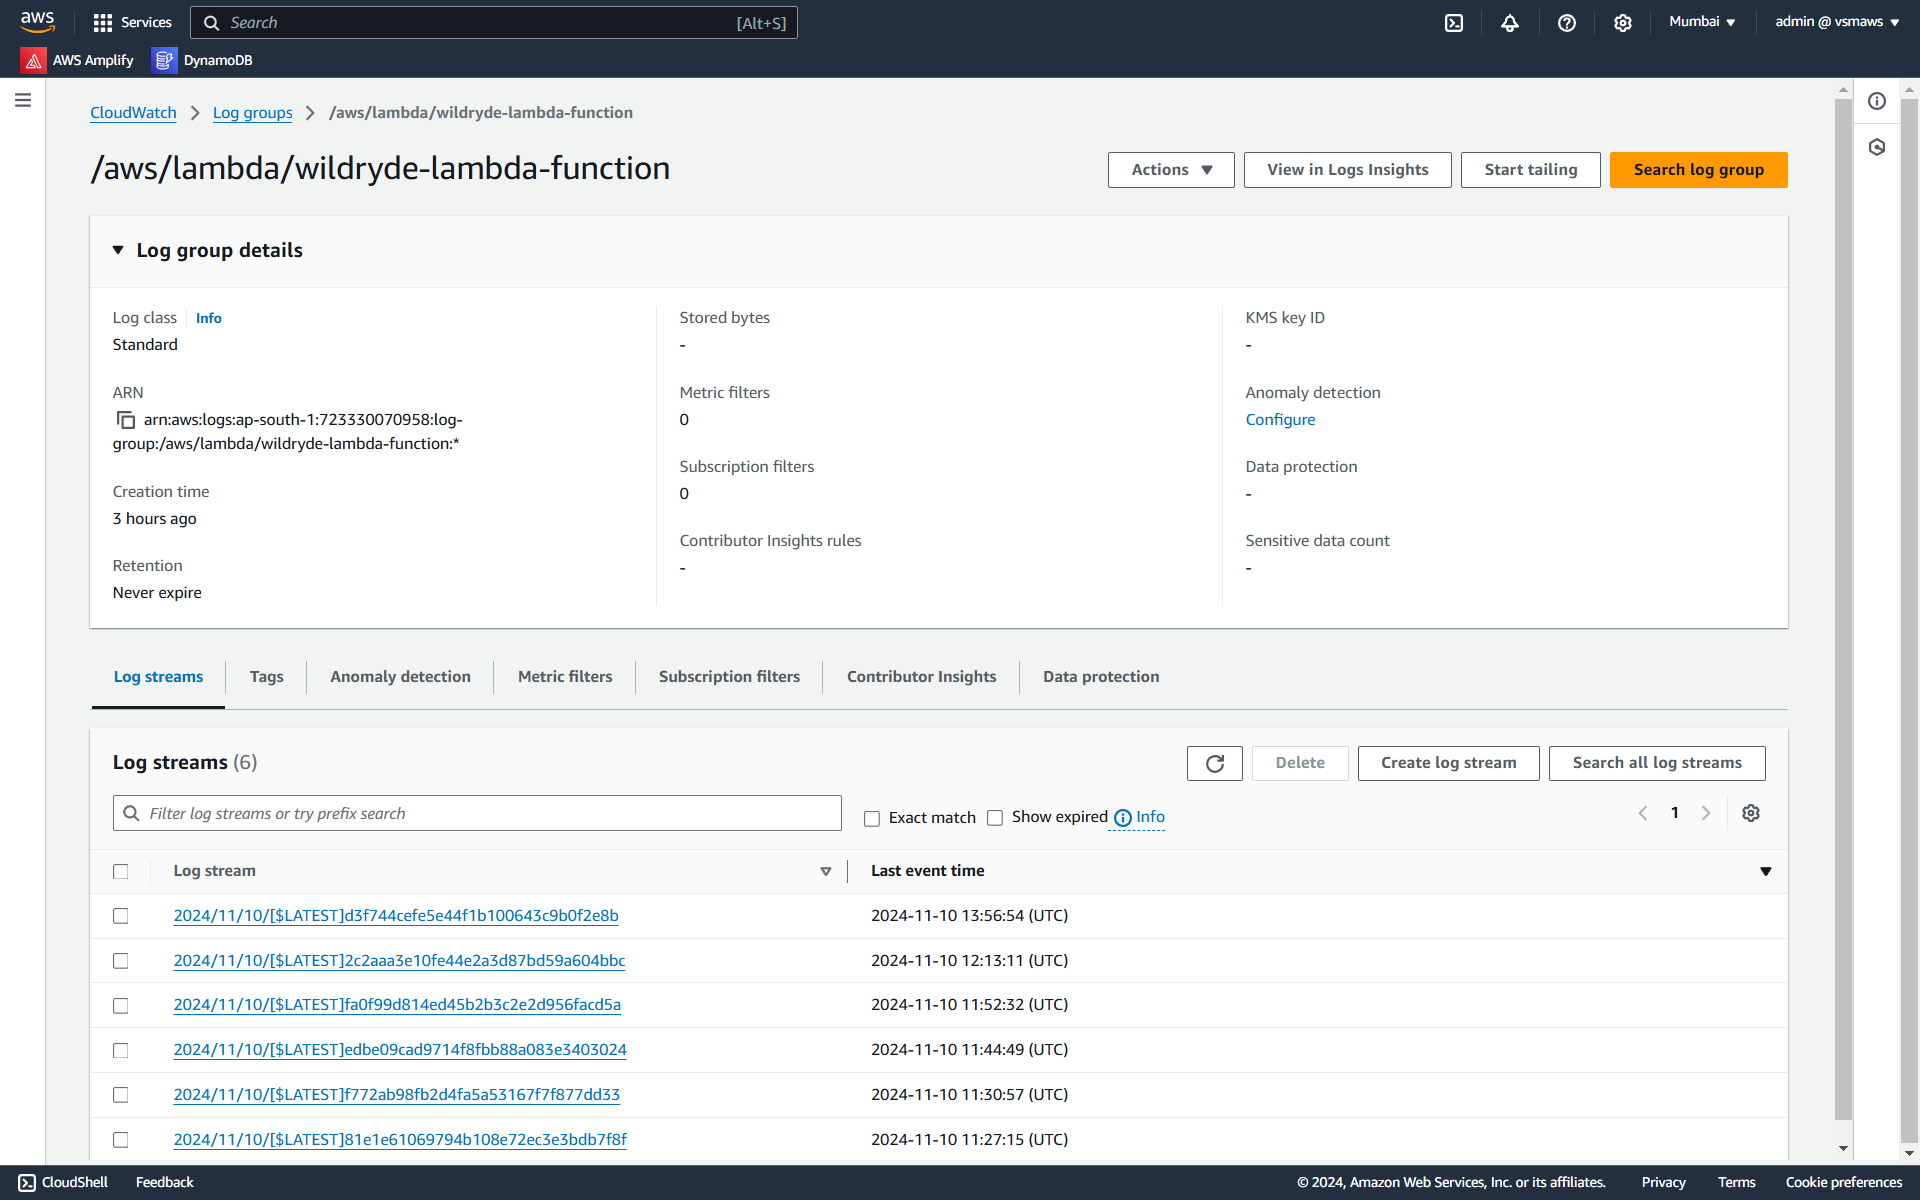 aws
Services
Search
[Alt+S]
Mumbai
admin @ vsmaws
AWS Amplify
DynamoDB
CloudWatch
Log groups
/aws/lambda/wildryde-lambda-function
/aws/lambda/wildryde-lambda-function
Actions
View in Logs Insights
Start tailing
Search log group
Log group details
Log class
Info
Standard
ARN
arn:aws:logs:ap-south-1:723330070958:log-
group:/aws/lambda/wildryde-lambda-function:*
Creation time
3 hours ago
Retention
Never expire
Stored bytes
-
Metric filters
0
Subscription filters
0
Contributor Insights rules
-
KMS key ID
-
Anomaly detection
Configure
Data protection
-
Sensitive data count
-
Log streams
Tags
Anomaly detection
Metric filters
Subscription filters
Contributor Insights
Data protection
Log streams (6)
Delete
Create log stream
Search all log streams
Filter log streams or try prefix search
Exact match
Show expired
Info
1
Log stream
Last event time
2024/11/10/[$LATEST]d3f744cefe5e44f1b100643c9b0f2e8b
2024-11-10 13:56:54 (UTC)
2024/11/10/[$LATEST]2c2aaa3e10fe44e2a3d87bd59a604bbc
2024-11-10 12:13:11 (UTC)
2024/11/10/[$LATEST]fa0f99d814ed45b2b3c2e2d956facd5a
2024-11-10 11:52:32 (UTC)
2024/11/10/[$LATEST]edbe09cad9714f8fbb88a083e3403024
2024-11-10 11:44:49 (UTC)
2024/11/10/[$LATEST]f772ab98fb2d4fa5a53167f7f877dd33
2024-11-10 11:30:57 (UTC)
2024/11/10/[$LATEST]81e1e61069794b108e72ec3e3bdb7f8f
2024-11-10 11:27:15 (UTC)
CloudShell
Feedback
© 2024, Amazon Web Services, Inc. or its affiliates.
Privacy
Terms
Cookie preferences